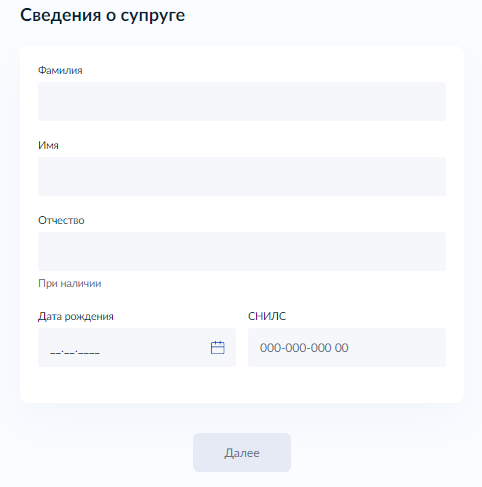 Сведения о супруге
Фамилия
Имя
Отчество
При наличии
Дата рождения СНИЛС
__.__.____ 000-000-000 00
Далее